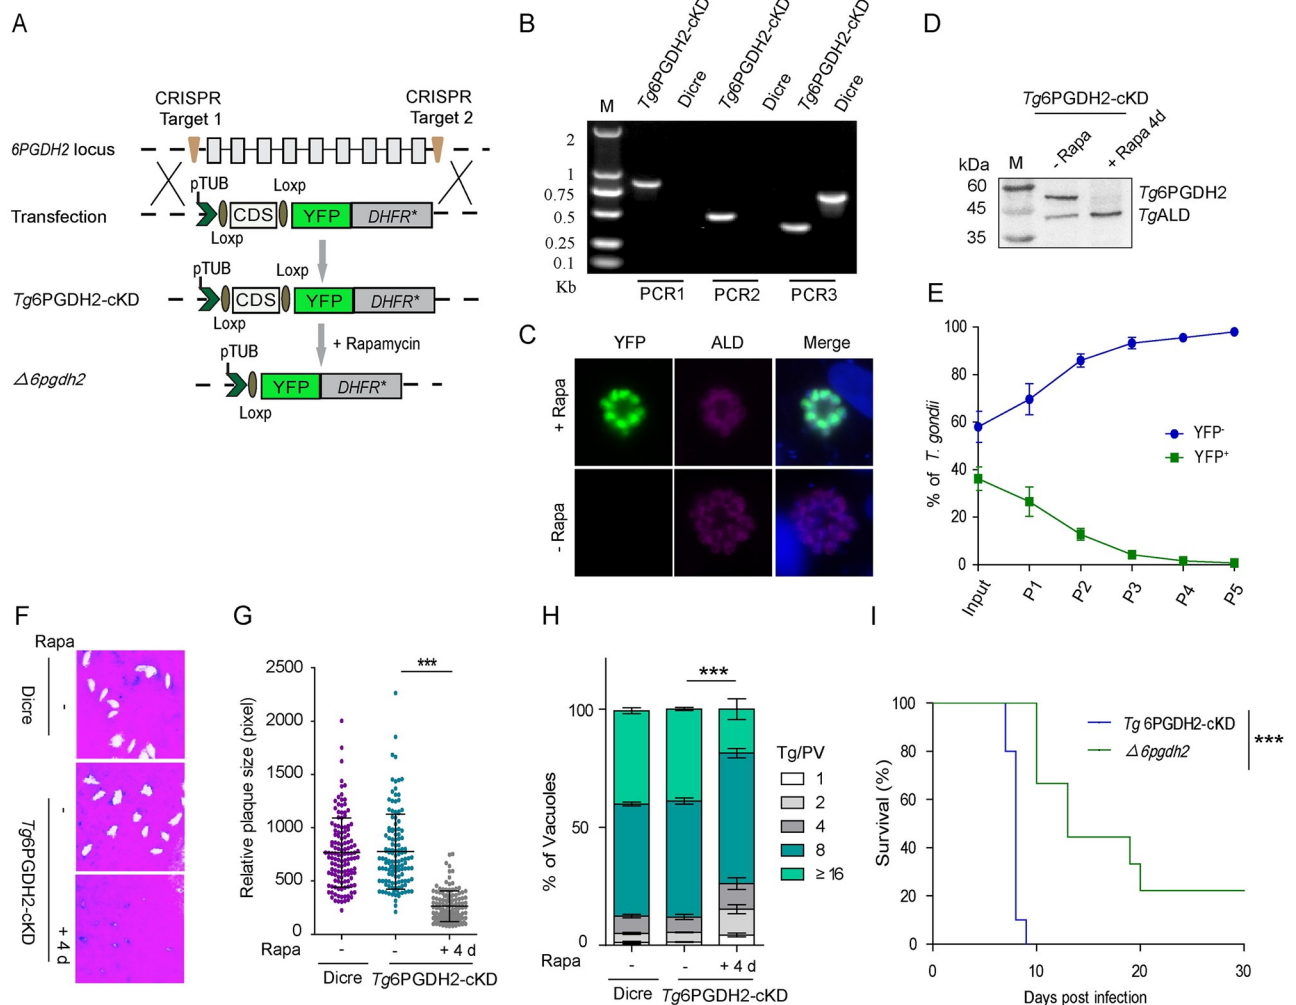 A
CRISPR
Target 1
CRISPR
Target 2
6PGDH2 locus
pTUB
Loxp
Transfection
CDS
YFP
DHFR*
Loxp
pTUB
Loxp
Tg6PGDH2-cKD
CDS
YFP
DHFR*
Loxp
+ Rapamycin
pTUB
△6pgdh2
YFP
DHFR*
Loxp
B
M
Tg6PGDH2-cKD
Dicre
Tg6PGDH2-cKD
Dicre
Tg6PGDH2-cKD
Dicre
2
1
0.75
0.5
0.25
0.1
Kb
PCR1
PCR2
PCR3
C
YFP
ALD
Merge
+ Rapa
- Rapa
D
Tg6PGDH2-cKD
kDa
M
- Rapa
+ Rapa 4d
60
45
35
Tg6PGDH2
TgALD
E
% of T. gondii
100
80
60
40
20
0
YFP-
YFP+
Input
P1
P2
P3
P4
P5
F
Rapa
Dicre
-
Tg6PGDH2-cKD
-
+ 4 d
G
Relative plaque size (pixel)
2500
2000
1500
1000
500
0
***
Rapa
-
-
+ 4 d
Dicre
Tg6PGDH2-cKD
H
% of Vacuoles
100
50
0
***
Tg/PV
1
2
4
8
≥16
Rapa
-
-
+ 4 d
Dicre
Tg6PGDH2-cKD
I
Survival (%)
100
80
60
40
20
0
Tg 6PGDH2-cKD
△6pgdh2
***
0
10
20
30
Days post infection